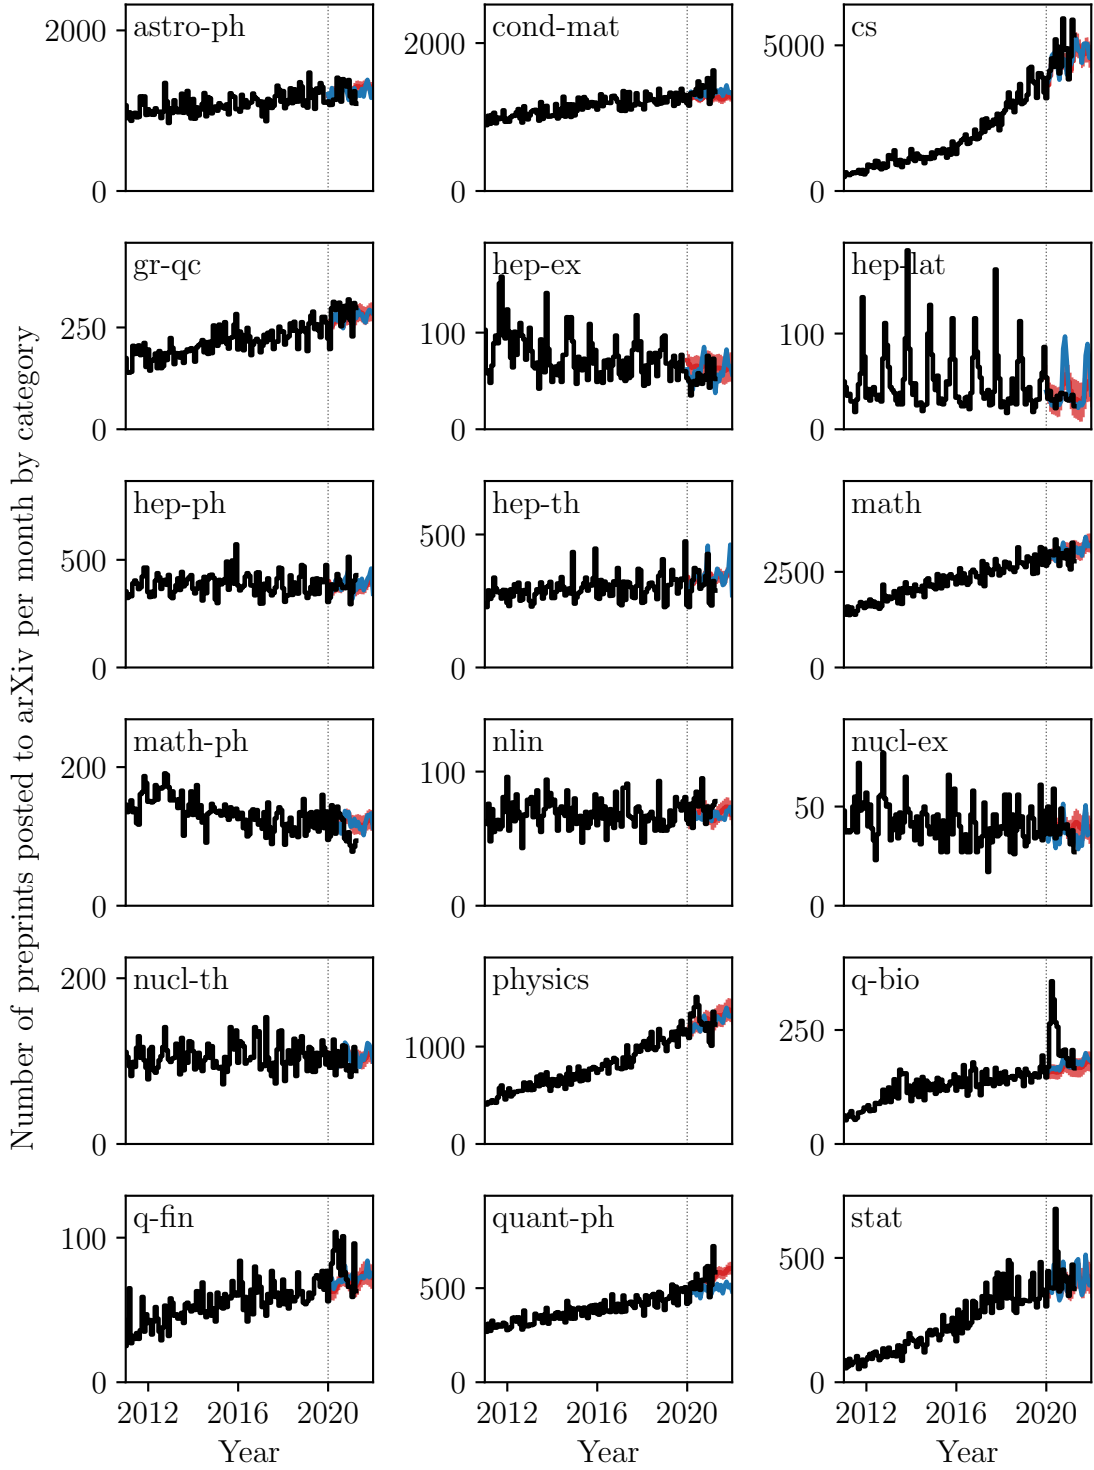 Number of preprints posted to arXiv per month by category
astro-ph
2000
0
cond-mat
2000
0
cs
5000
0
gr-qc
250
0
hep-ex
100
0
hep-lat
100
0
hep-ph
500
0
hep-th
500
0
math
2500
0
math-ph
200
0
nlin
100
0
nucl-ex
50
0
nucl-th
200
0
physics
1000
0
q-bio
250
0
q-fin
100
0
2012 2016 2020
Year
quant-ph
500
0
2012 2016 2020
Year
stat
500
0
2012 2016 2020
Year